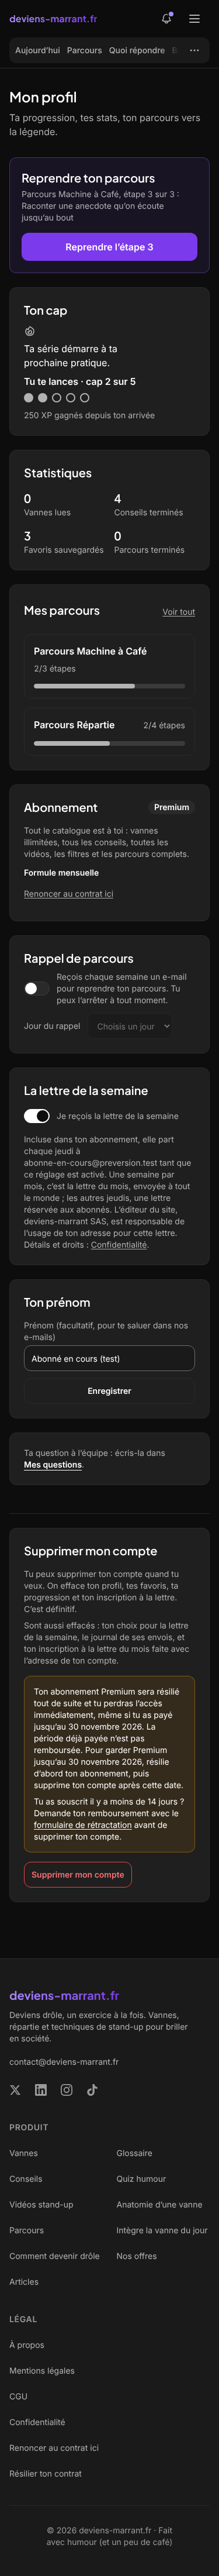 deviens-marrant.fr
Aujourd’hui Parcours Quoi répondre
Mon profil
Ta progression, tes stats, ton parcours vers
la légende.
Reprendre ton parcours
Parcours Machine à Café, étape 3 sur 3 :
Raconter une anecdote qu’on écoute
jusqu’au bout
Reprendre l’étape 3
Ton cap
Ta série démarre à ta
prochaine pratique.
Tu te lances · cap 2 sur 5
250 XP gagnés depuis ton arrivée
Statistiques
0
Vannes lues
4
Conseils terminés
3
Favoris sauvegardés
0
Parcours terminés
Mes parcours
Voir tout
Parcours Machine à Café
2/3 étapes
Parcours Répartie
2/4 étapes
Abonnement
Premium
Tout le catalogue est à toi : vannes
illimitées, tous les conseils, toutes les
vidéos, les filtres et les parcours complets.
Formule mensuelle
Renoncer au contrat ici
Rappel de parcours
Reçois chaque semaine un e-mail
pour reprendre ton parcours. Tu
peux l’arrêter à tout moment.
Jour du rappel
Choisis un jour
La lettre de la semaine
Je reçois la lettre de la semaine
Incluse dans ton abonnement, elle part
chaque jeudi à
abonne-en-cours@preversion.test tant que
ce réglage est activé. Une semaine par
mois, c’est la lettre du mois, envoyée à tout
le monde ; les autres jeudis, une lettre
réservée aux abonnés. L’éditeur du site,
deviens-marrant SAS, est responsable de
l’usage de ton adresse pour cette lettre.
Détails et droits : Confidentialité.
Ton prénom
Prénom (facultatif, pour te saluer dans nos
e-mails)
Abonné en cours (test)
Enregistrer
Ta question à l’équipe : écris-la dans
Mes questions.
Supprimer mon compte
Tu peux supprimer ton compte quand tu
veux. On efface ton profil, tes favoris, ta
progression et ton inscription à la lettre.
C’est définitif.
Sont aussi effacés : ton choix pour la lettre
de la semaine, le journal de ses envois, et
ton inscription à la lettre du mois faite avec
l’adresse de ton compte.
Ton abonnement Premium sera résilié
tout de suite et tu perdras l’accès
immédiatement, même si tu as payé
jusqu’au 30 novembre 2026. La
période déjà payée n’est pas
remboursée. Pour garder Premium
jusqu’au 30 novembre 2026, résilie
d’abord ton abonnement, puis
supprime ton compte après cette date.
Tu as souscrit il y a moins de 14 jours ?
Demande ton remboursement avec le
formulaire de rétractation avant de
supprimer ton compte.
Supprimer mon compte
deviens-marrant.fr
Deviens drôle, un exercice à la fois. Vannes,
répartie et techniques de stand-up pour briller
en société.
contact@deviens-marrant.fr
PRODUIT
Vannes
Glossaire
Conseils
Quiz humour
Vidéos stand-up
Anatomie d’une vanne
Parcours
Intègre la vanne du jour
Comment devenir drôle
Nos offres
Articles
LÉGAL
À propos
Mentions légales
CGU
Confidentialité
Renoncer au contrat ici
Résilier ton contrat
© 2026 deviens-marrant.fr · Fait
avec humour (et un peu de café)